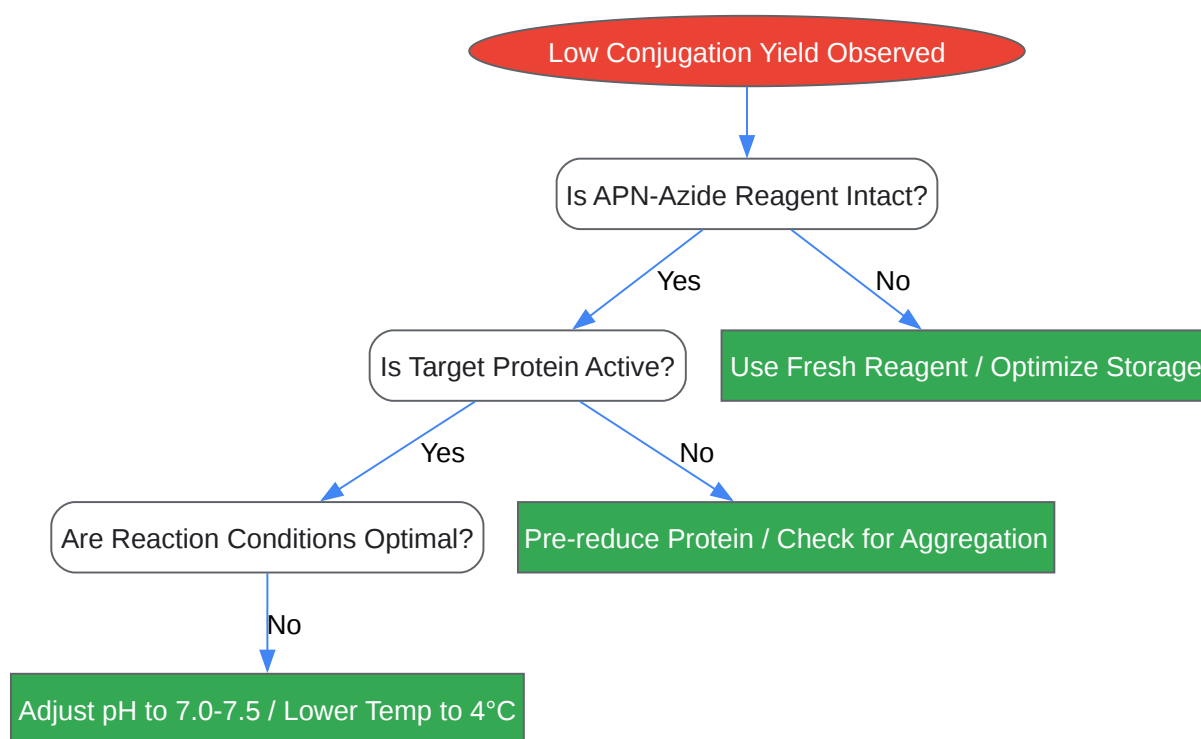 Low Conjugation Yield Observed
Is APN-Azide Reagent Intact?
Yes
No
Is Target Protein Active?
Use Fresh Reagent / Optimize Storage
Yes
No
Are Reaction Conditions Optimal?
Pre-reduce Protein / Check for Aggregation
No
Adjust pH to 7.0-7.5 / Lower Temp to 4°C